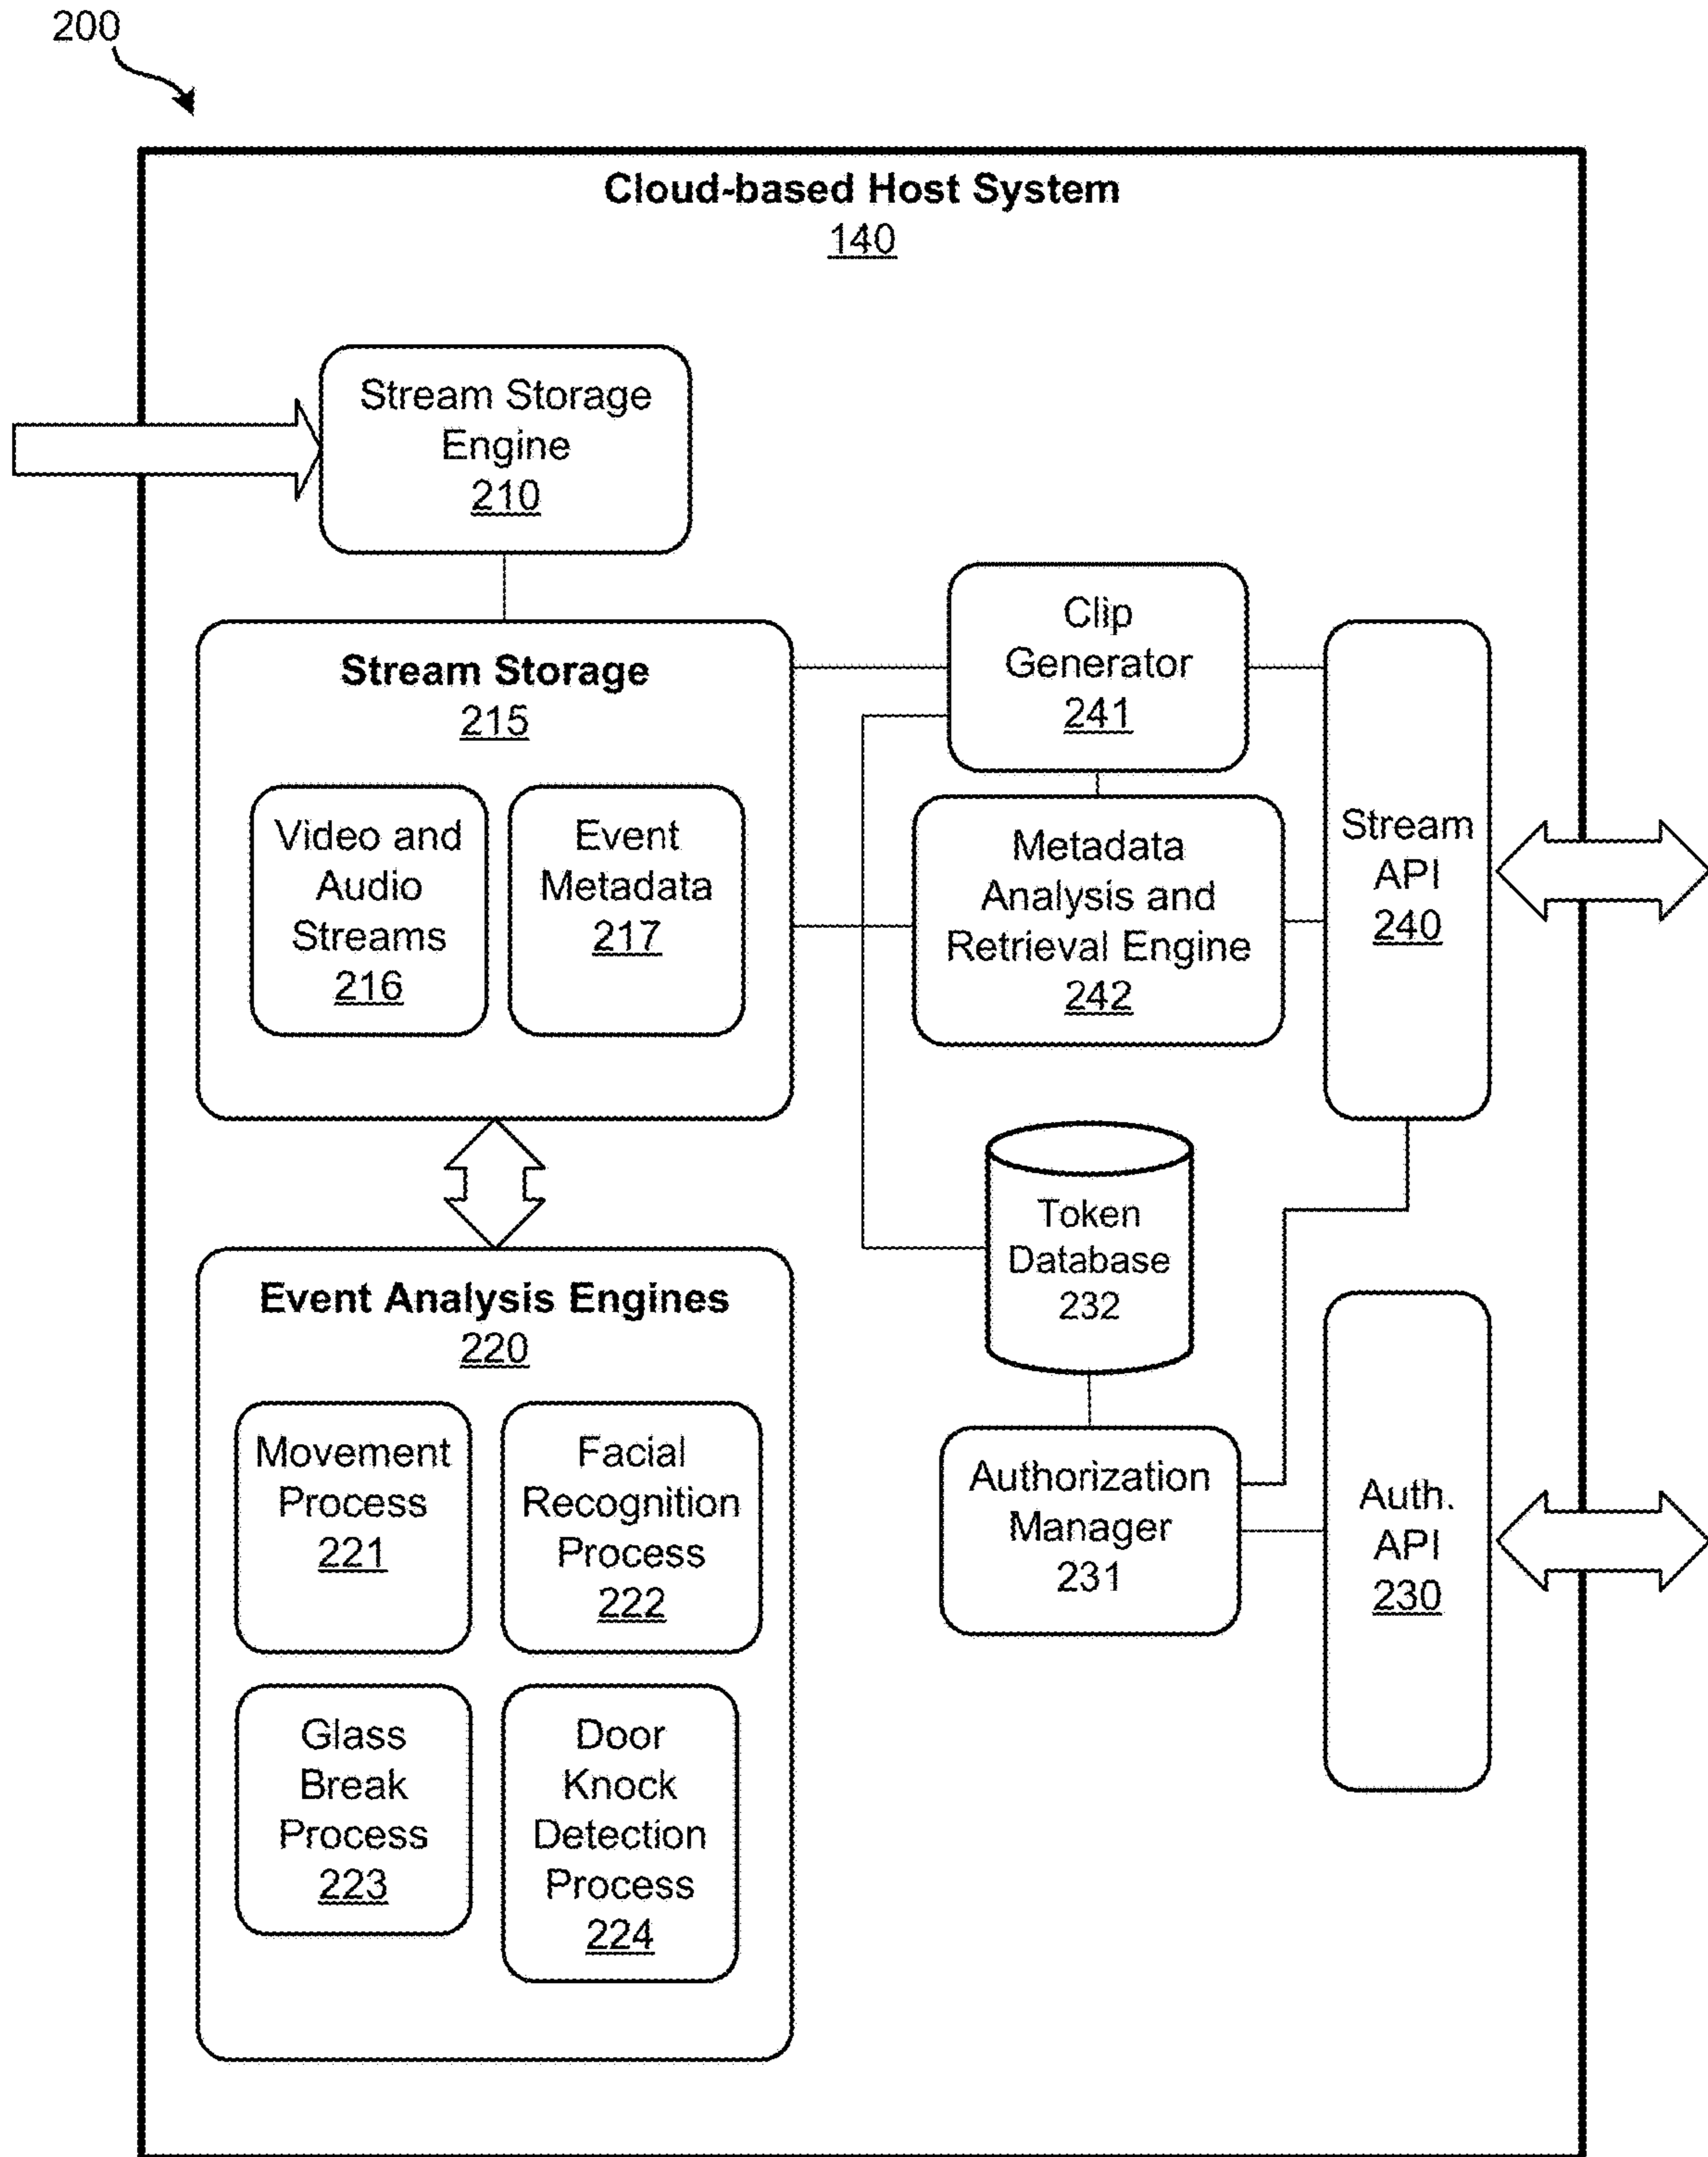 200
Cloud-based Host System
140
Stream Storage
Engine
210
Stream Storage
215
Video and
Audio
Streams
216
Event
Metadata
217
Clip
Generator
241
Metadata
Analysis and
Retrieval Engine
242
Stream
API
240
Token
Database
232
Event Analysis Engines
220
Movement
Process
221
Facial
Recognition
Process
222
Glass
Break
Process
223
Door
Knock
Detection
Process
224
Authorization
Manager
231
Auth.
API
230